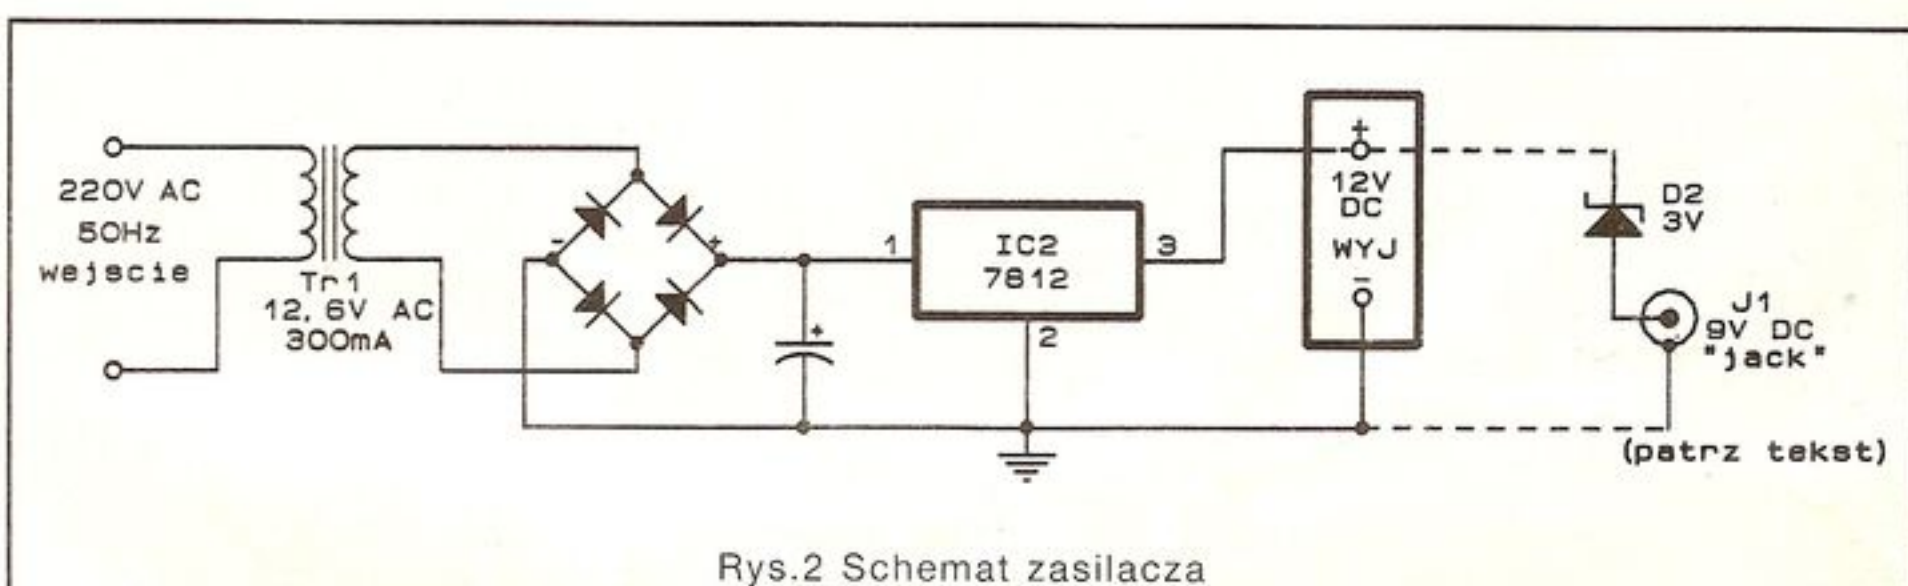 220V AC
50Hz
wejscie
Tr1
12,6V AC
300mA
-
+
+
1
IC2
7812
3
2
+
12V
DC
WYJ
-
D2
3V
J1
9V DC
"jack"
(patrz tekst)
Rys.2 Schemat zasilacza